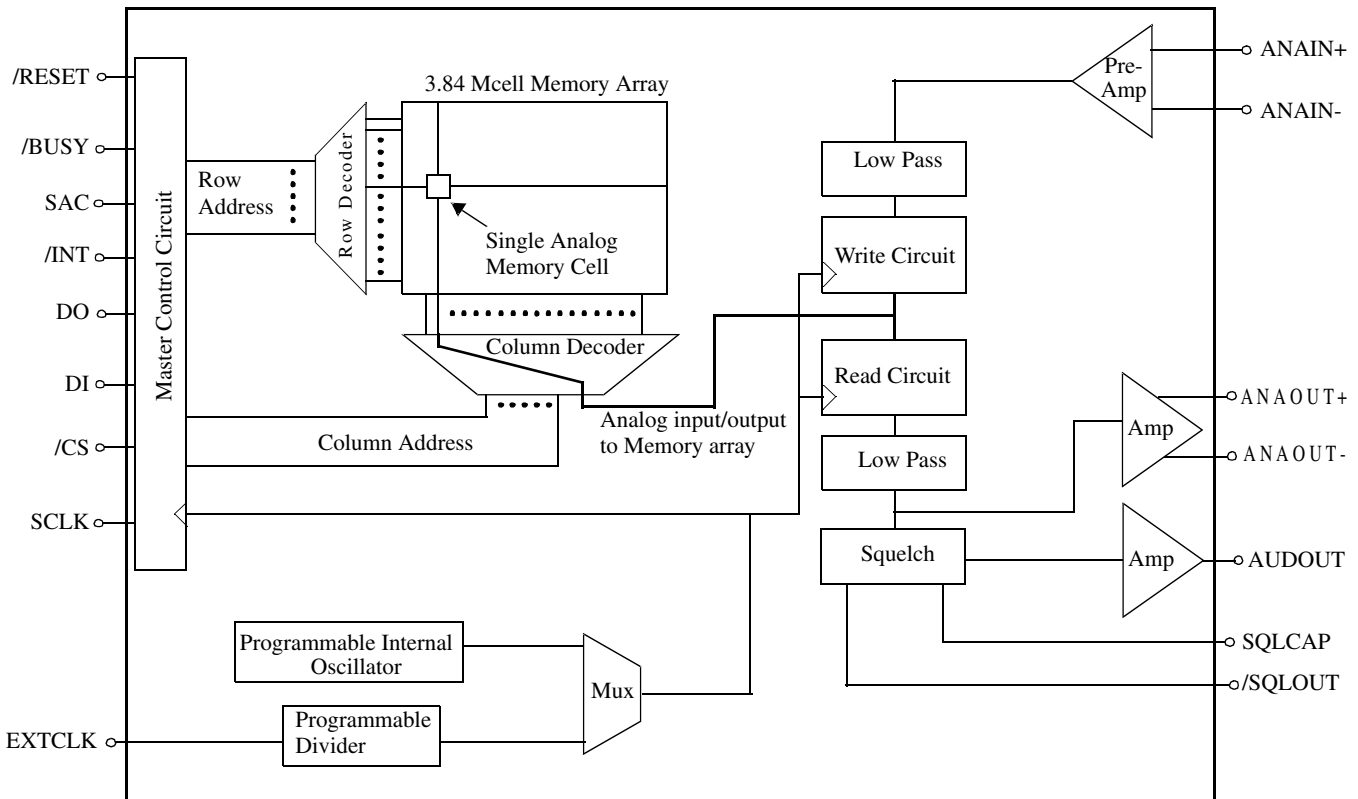 /RESET
/BUSY
SAC
/INT
DO
DI
/CS
SCLK
EXTCLK
Master Control Circuit
Row
Address
Row Decoder
3.84 Mcell Memory Array
Single Analog
Memory Cell
Column Decoder
Column Address
Analog input/output
to Memory array
Programmable Internal
Oscillator
Programmable
Divider
Mux
Pre-
Amp
Low Pass
Write Circuit
Read Circuit
Low Pass
Squelch
Amp
Amp
ANAIN+
ANAIN-
ANAOUT+
ANAOUT-
AUDOUT
SQLCAP
/SQLOUT